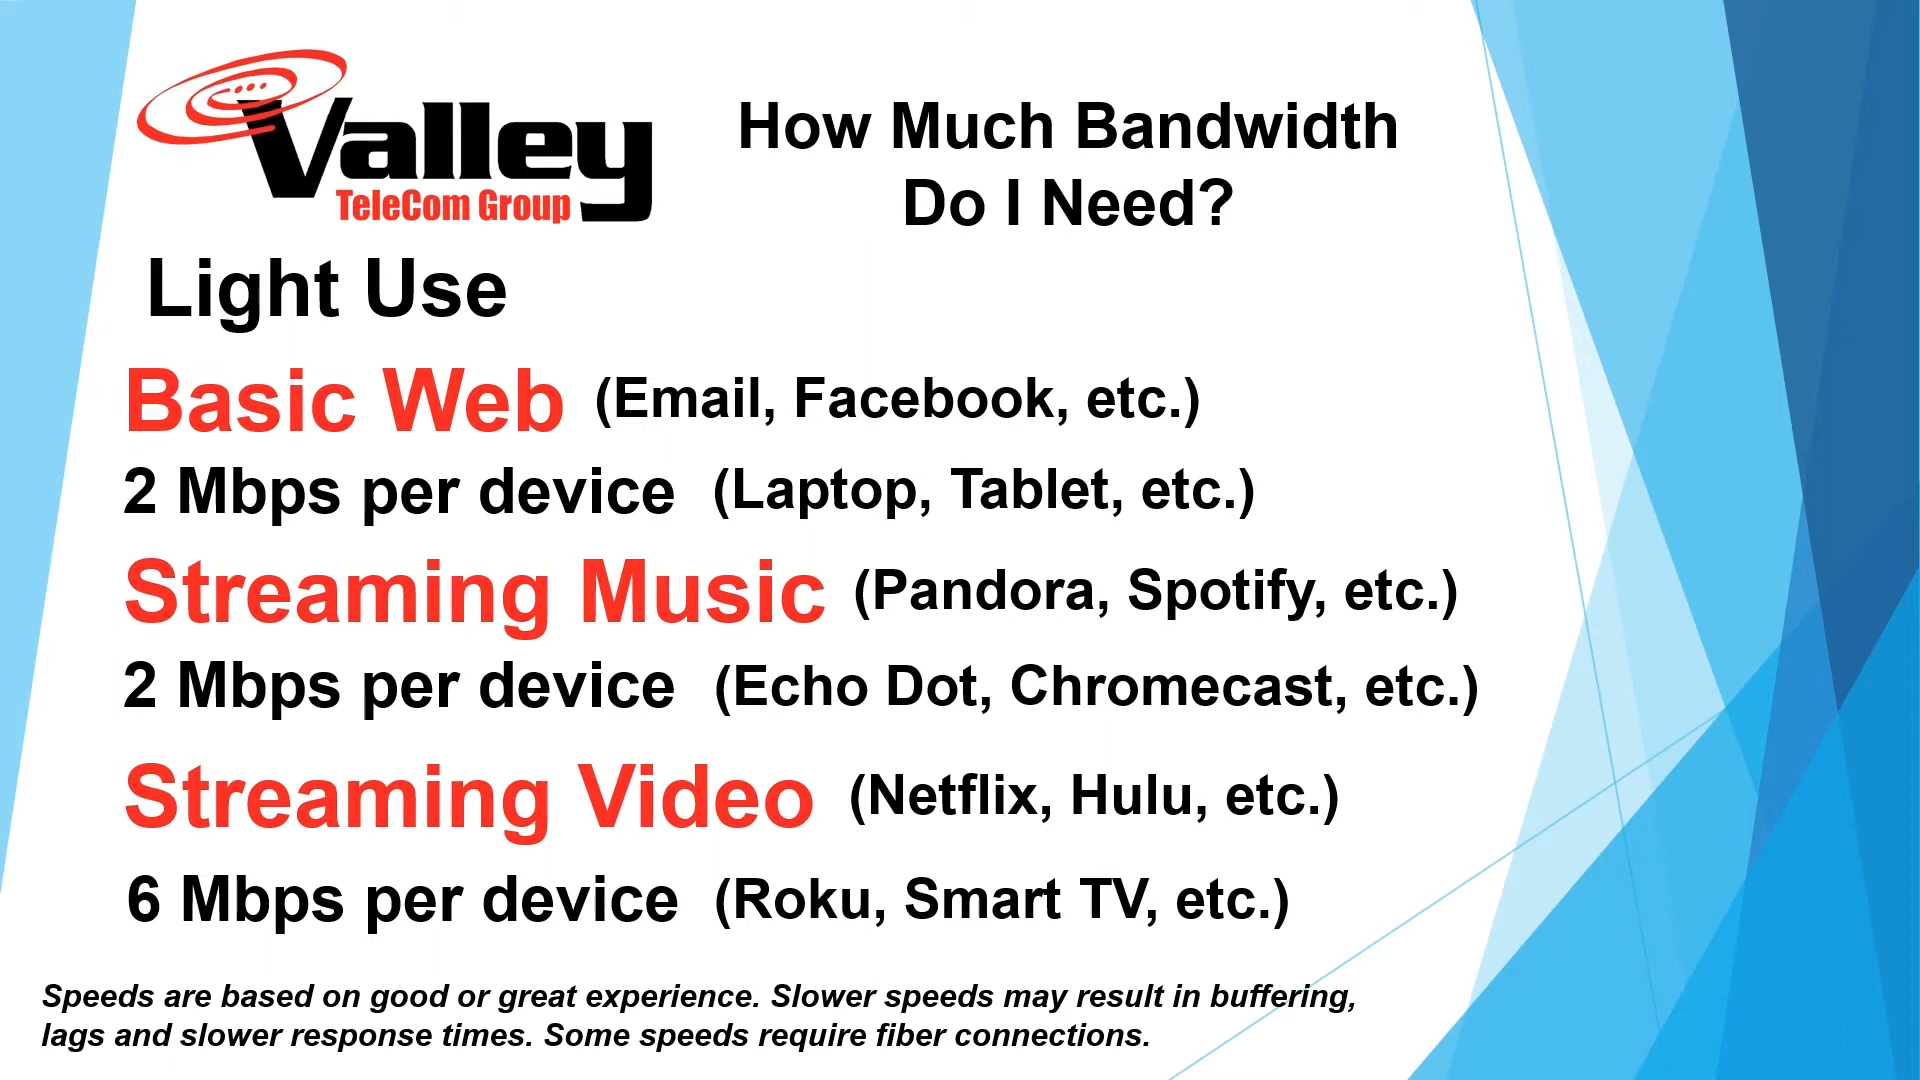 Valley
TeleCom Group
How Much Bandwidth
Do I Need?
Light Use
Basic Web (Email, Facebook, etc.)
2 Mbps per device (Laptop, Tablet, etc.)
Streaming Music (Pandora, Spotify, etc.)
2 Mbps per device (Echo Dot, Chromecast, etc.)
Streaming Video (Netflix, Hulu, etc.)
6 Mbps per device (Roku, Smart TV, etc.)
Speeds are based on good or great experience. Slower speeds may result in buffering,
lags and slower response times. Some speeds require fiber connections.